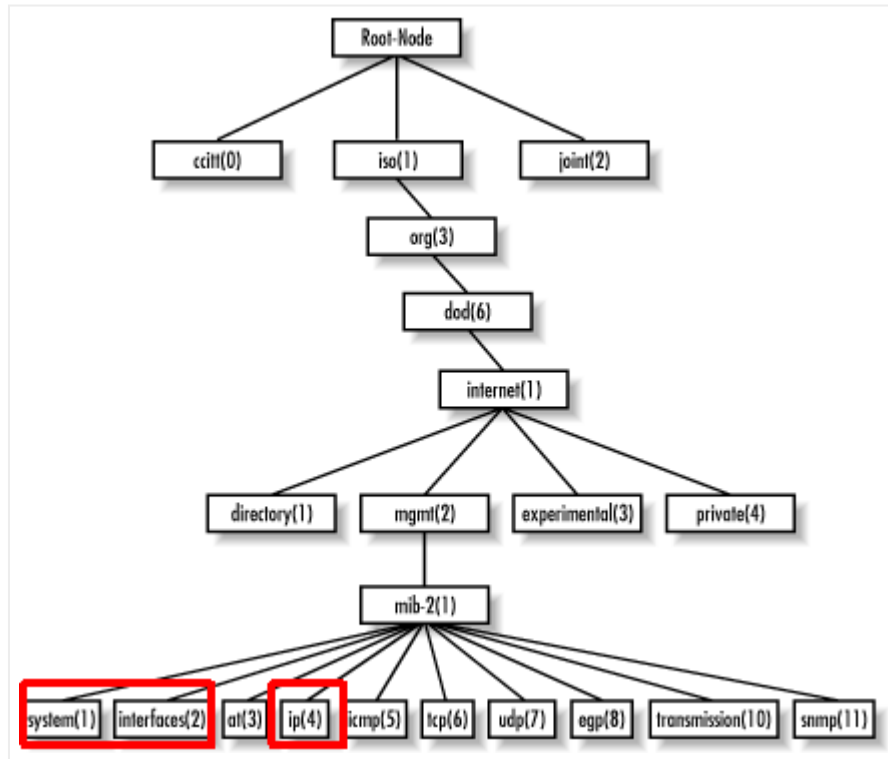 Root-Node
ccitt(0) iso(1) joint(2)
org(3)
dod(6)
internet(1)
directory(1) mgmt(2) experimental(3) private(4)
mib-2(1)
system(1) interfaces(2) at(3) ip(4) icmp(5) tcp(6) udp(7) egp(8) transmission(10) snmp(11)